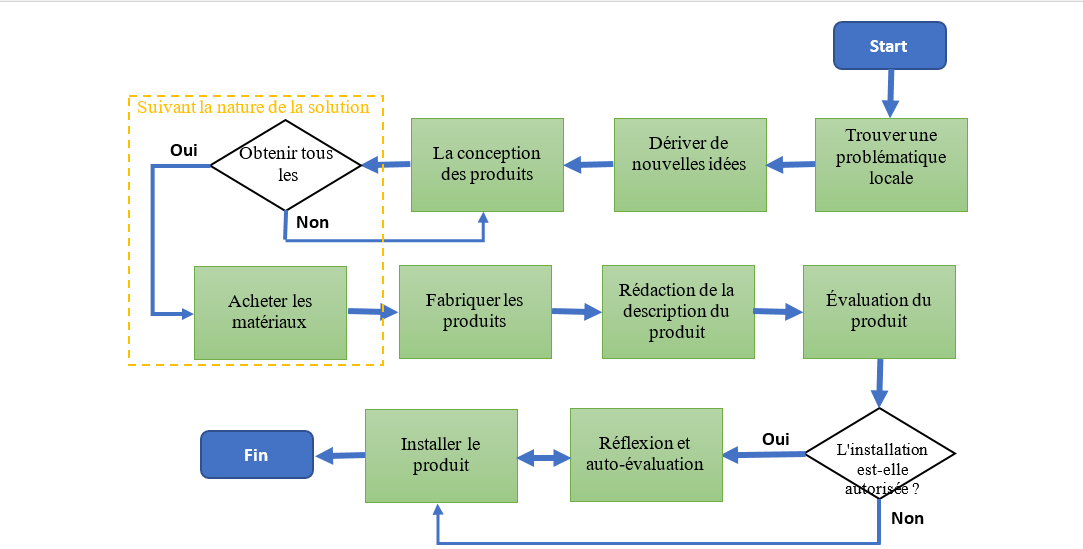 Start
Suivant la nature de la solution
Trouver une
problématique
locale
Dériver de
nouvelles idées
La conception
des produits
Oui
Obtenir tous
les
Non
Acheter les
matériaux
Fabriquer les
produits
Rédaction de la
description du
produit
Évaluation du
produit
L'installation
est-elle
autorisée ?
Oui
Non
Réflexion et
auto-évaluation
Installer le
produit
Fin